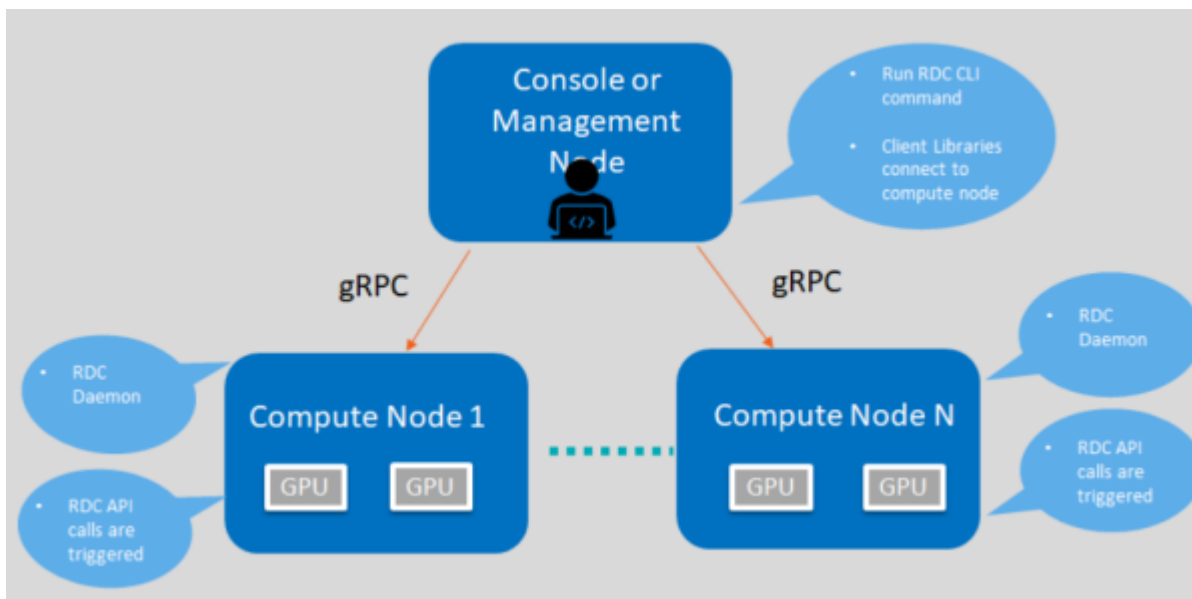 Console or
Management
Node
</>
• Run RDC CLI
command
• Client Libraries
connect to
compute node
gRPC
gRPC
• RDC
Daemon
Compute Node 1
GPU
GPU
• RDC API
calls are
triggered
Compute Node N
GPU
GPU
• RDC
Daemon
• RDC API
calls are
triggered